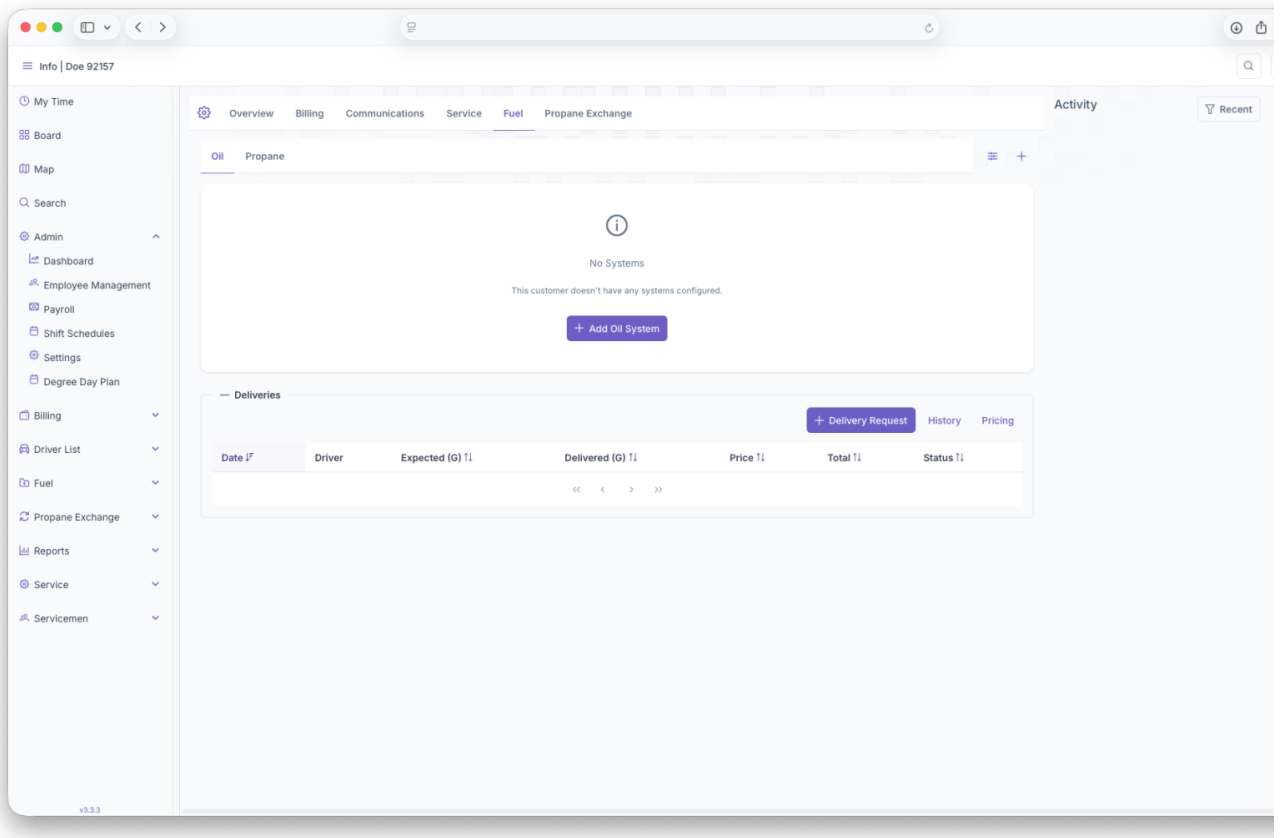 Info | Doe 92157
My Time
Board
Map
Search
Admin
Dashboard
Employee Management
Payroll
Shift Schedules
Settings
Degree Day Plan
Billing
Driver List
Fuel
Propane Exchange
Reports
Service
Servicemen
v3.3.3
Overview Billing Communications Service Fuel Propane Exchange
Oil Propane
No Systems
This customer doesn't have any systems configured.
+ Add Oil System
— Deliveries
+ Delivery Request History Pricing
Date Driver Expected (G) Delivered (G) Price Total Status
Activity
Recent